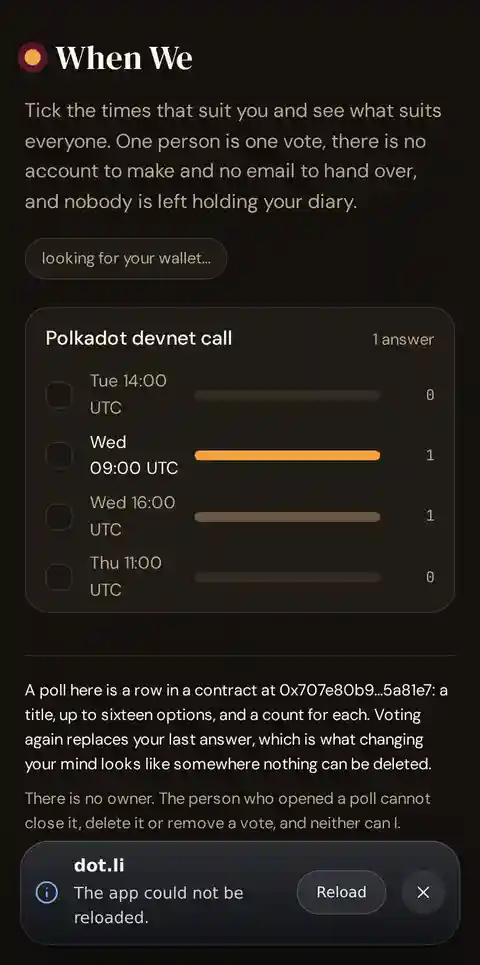 When We
Tick the times that suit you and see what suits
everyone. One person is one vote, there is no
account to make and no email to hand over,
and nobody is left holding your diary.
looking for your wallet...
Polkadot devnet call
1 answer
Tue 14:00
UTC
0
Wed
09:00 UTC
1
Wed 16:00
UTC
1
Thu 11:00
UTC
0
A poll here is a row in a contract at 0x707e80b9…5a81e7: a
title, up to sixteen options, and a count for each. Voting
again replaces your last answer, which is what changing
your mind looks like somewhere nothing can be deleted.
There is no owner. The person who opened a poll cannot
close it, delete it or remove a vote, and neither can I.
dot.li
The app could not be
reloaded.
Reload